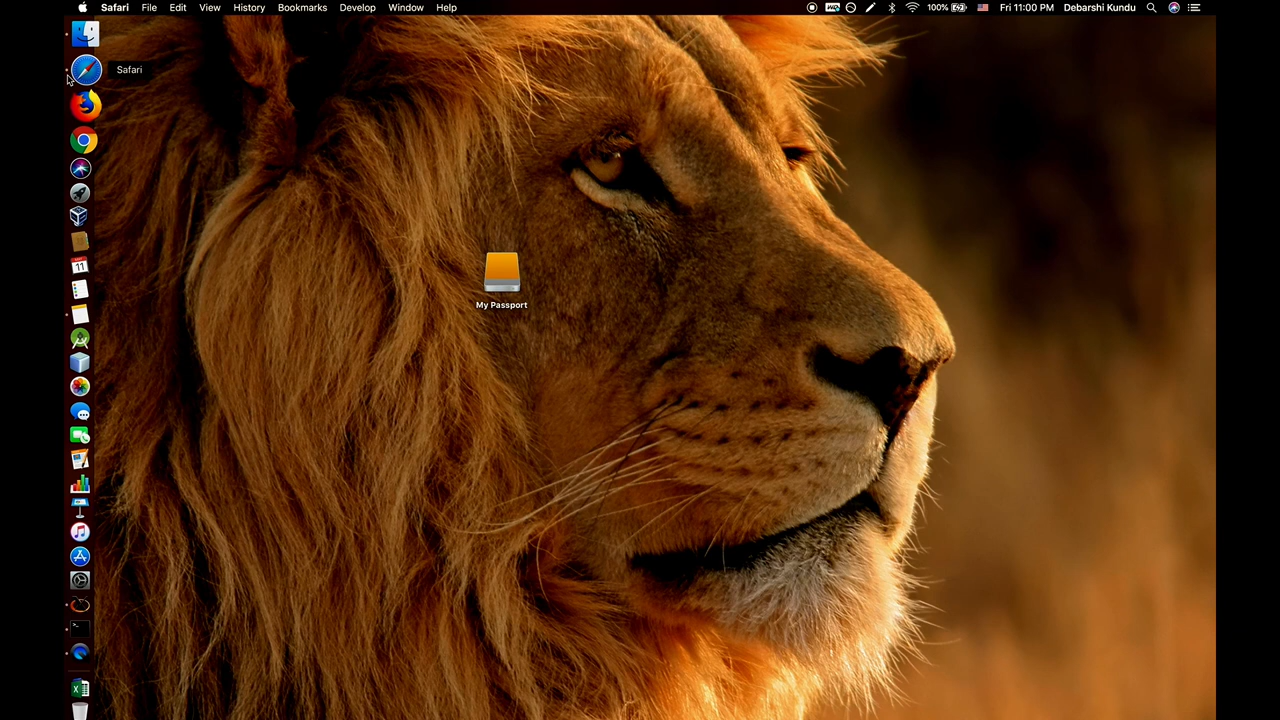 Safari File Edit View History Bookmarks Develop Window Help 100% Fri 11:00 PM Debarshi Kundu
Safari
11
My Passport